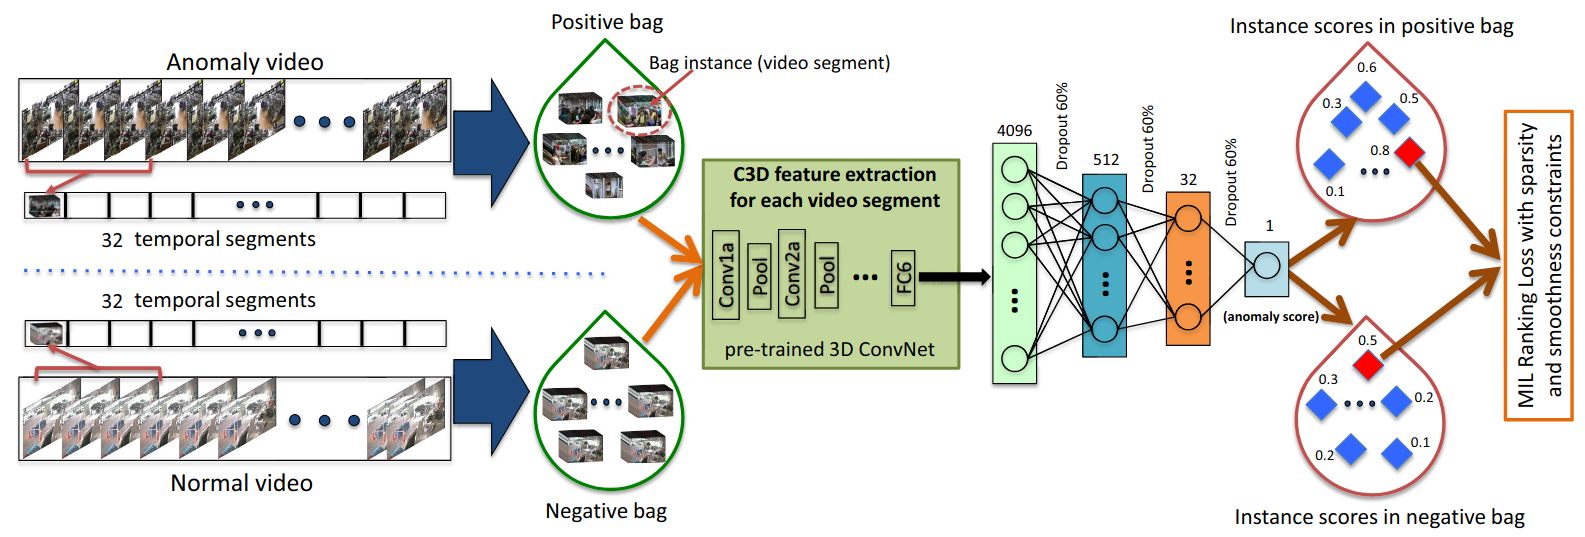 Anomaly video
32 temporal segments
32 temporal segments
Normal video
Positive bag
Bag instance (video segment)
Negative bag
C3D feature extraction
for each video segment
Conv1a
Pool
Conv2a
Pool
FC6
pre-trained 3D ConvNet
4096
Dropout 60%
512
Dropout 60%
32
Dropout 60%
1
(anomaly score)
Instance scores in positive bag
0.6
0.3
0.5
0.8
0.1
0.5
0.3
0.2
0.2
0.1
Instance scores in negative bag
MIL Ranking Loss with sparsity
and smoothness constraints